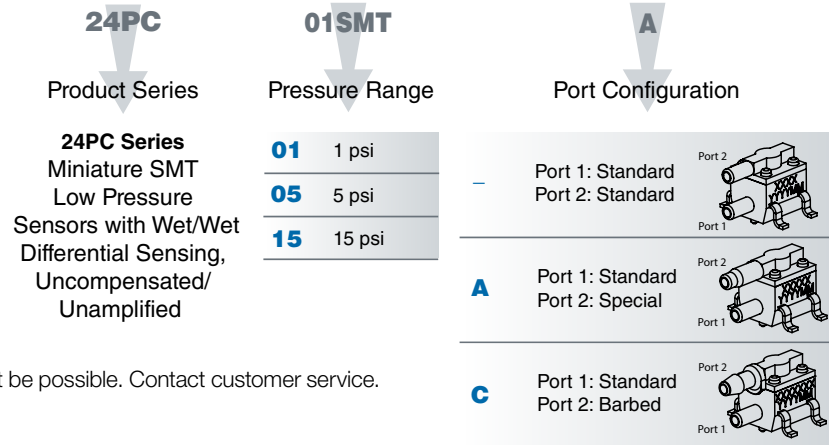 24PC
01SMT
A
Product Series
Pressure Range
Port Configuration
24PC Series
Miniature SMT
Low Pressure
Sensors with Wet/Wet
Differential Sensing,
Uncompensated/
Unamplified
01 1 psi
05 5 psi
15 15 psi
_ Port 1: Standard
Port 2: Standard
Port 2
XXX
YYYMM
Port 1
A Port 1: Standard
Port 2: Special
Port 2
Port 1
C Port 1: Standard
Port 2: Barbed
Port 2
Port 1
be possible. Contact customer service.